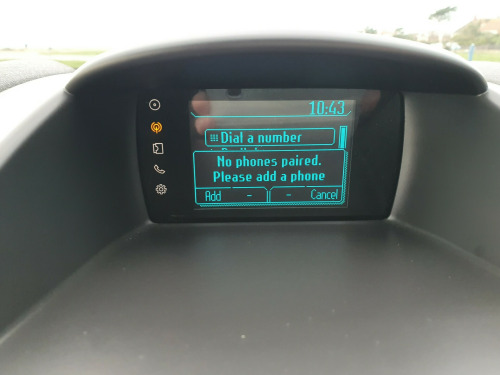 10:43
Dial a number
No phones paired.
Please add a phone
Add - - Cancel